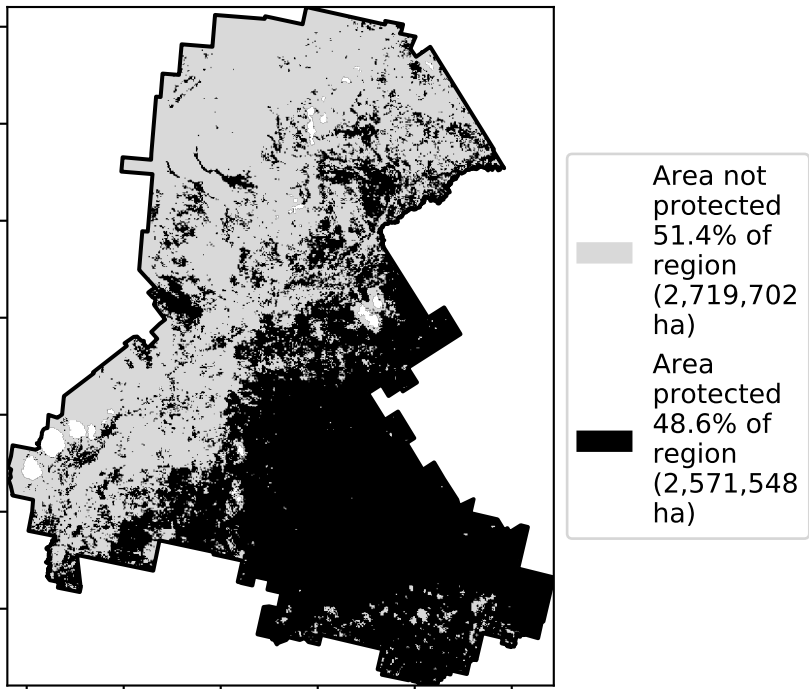 Area not
protected
51.4% of
region
(2,719,702
ha)
Area
protected
48.6% of
region
(2,571,548
ha)